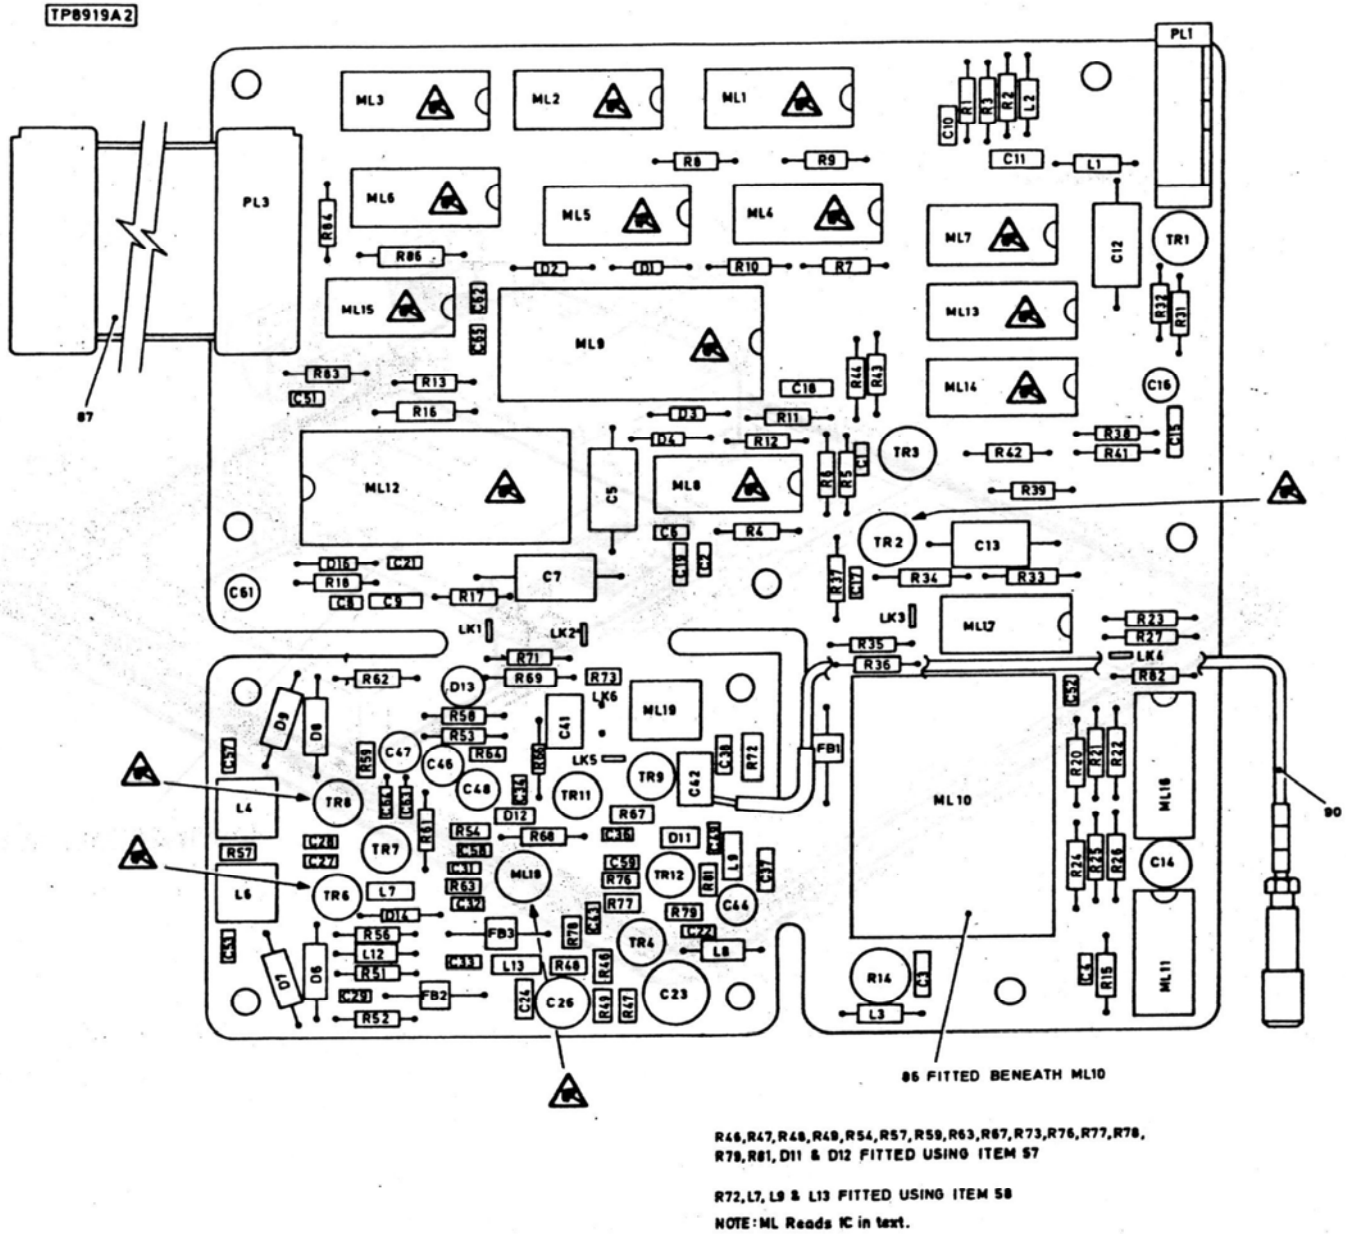 TP8919A2
PL1
ML3
ML2
ML1
R1
R3
R2
L2
C10
C11
L1
R8
R9
PL3
R84
ML6
ML5
ML4
ML7
C12
TR1
R86
D2
D1
R10
R7
ML15
C62
C65
ML9
ML13
R32
R31
R83
R13
C51
R16
C18
R44
R43
ML14
C16
87
D3
R11
D4
R12
TR3
R38
R41
C15
R42
ML12
C5
ML8
R6
R5
C1
R39
C6
R4
TR2
C13
D16
C21
R18
C19
C2
C7
R37
C17
R34
R33
C61
C8
C9
R17
LK1
LK2
LK3
ML17
R23
R27
R35
LK4
R71
R36
R82
R62
D13
R69
R73
LK6
C52
D9
D8
R58
R53
C41
ML19
C57
R59
C47
C46
R64
R66
LK5
C38
R72
FB1
R20
R21
R22
L4
TR8
C64
C63
C48
C34
TR11
TR9
C42
ML10
ML16
90
R61
D12
R67
R54
R68
C36
D11
C49
L9
R57
C28
C27
TR7
C58
C31
C59
R76
TR12
R81
C37
R24
R25
R26
C14
L6
TR6
L7
R63
ML18
C32
R77
C44
D14
C43
R79
R56
FB3
R78
C22
C53
L12
TR4
L8
D7
D6
R51
C33
L13
R48
R46
R14
C3
C4
R15
ML11
C29
FB2
C24
C26
R49
R47
C23
R52
L3
86 FITTED BENEATH ML10
R46,R47,R48,R49,R54,R57,R59,R63,R67,R73,R76,R77,R78,
R79,R81,D11 & D12 FITTED USING ITEM 57
R72,L7,L9 & L13 FITTED USING ITEM 58
NOTE:ML Reads IC in text.